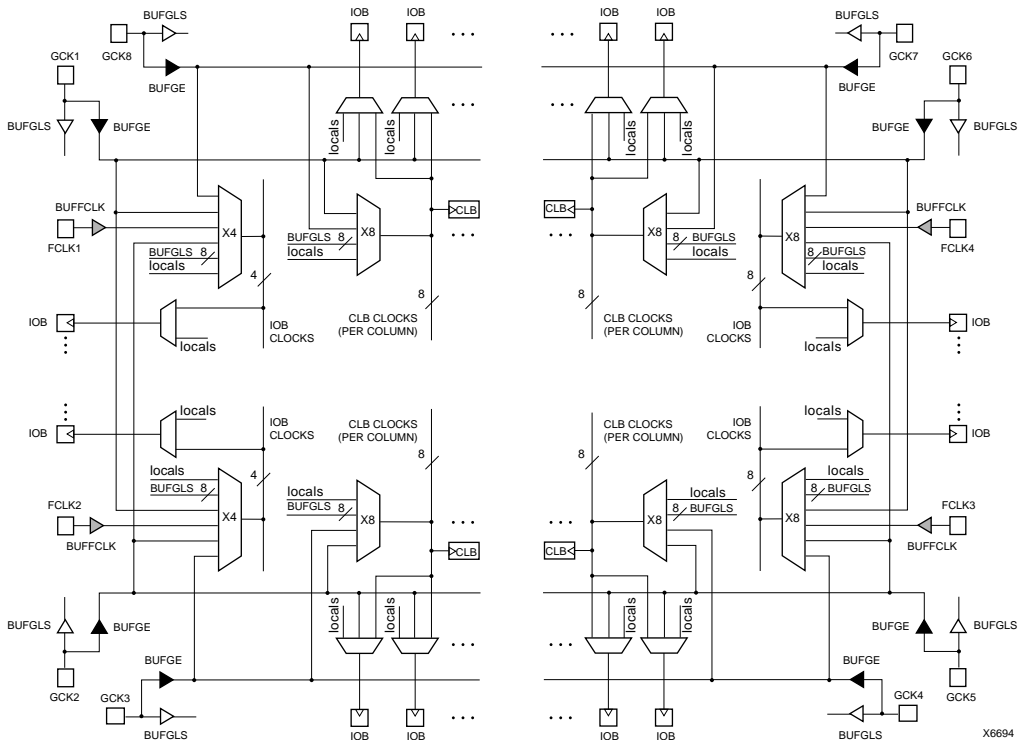 BUFGLS IOB IOB IOB IOB BUFGLS
GCK1 GCK8 GCK7 GCK6
BUFGE BUFGE
BUFGLS BUFGE BUFGE BUFGLS
locals locals locals locals
BUFFCLK CLB CLB BUFFCLK
X4 X8 X8 X8
FCLK1 BUFGLS 8 BUFGLS 8 8 BUFGLS 8 BUFGLS FCLK4
locals locals locals locals
4 8 8 8
IOB IOB CLOCKS CLB CLOCKS (PER COLUMN) CLB CLOCKS (PER COLUMN) IOB CLOCKS IOB
locals locals
locals locals
IOB IOB CLOCKS CLB CLOCKS (PER COLUMN) CLB CLOCKS (PER COLUMN) IOB CLOCKS IOB
4 8 8 8
locals locals locals locals
BUFGLS 8 BUFGLS 8 8 BUFGLS 8 BUFGLS
FCLK2 X4 X8 X8 X8 FCLK3
BUFFCLK CLB CLB BUFFCLK
locals locals locals locals
BUFGLS BUFGE BUFGE BUFGLS
BUFGE BUFGE
GCK2 GCK3 GCK4 GCK5
BUFGLS IOB IOB IOB IOB BUFGLS
X6694